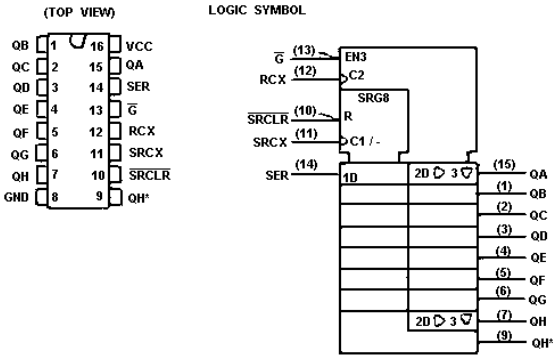 (TOP VIEW)
QB 1 16 VCC
QC 2 15 QA
QD 3 14 SER
QE 4 13 G
QF 5 12 RCX
QG 6 11 SRCX
QH 7 10 SRCLR
GND 8 9 QH*
LOGIC SYMBOL
G (13) EN3
RCX (12) C2
SRG8
SRCLR (10) R
SRCX (11) C1 / -
SER (14) 1D 2D 3 (15) QA
(1) QB
(2) QC
(3) QD
(4) QE
(5) QF
(6) QG
2D 3 (7) QH
(9) QH*